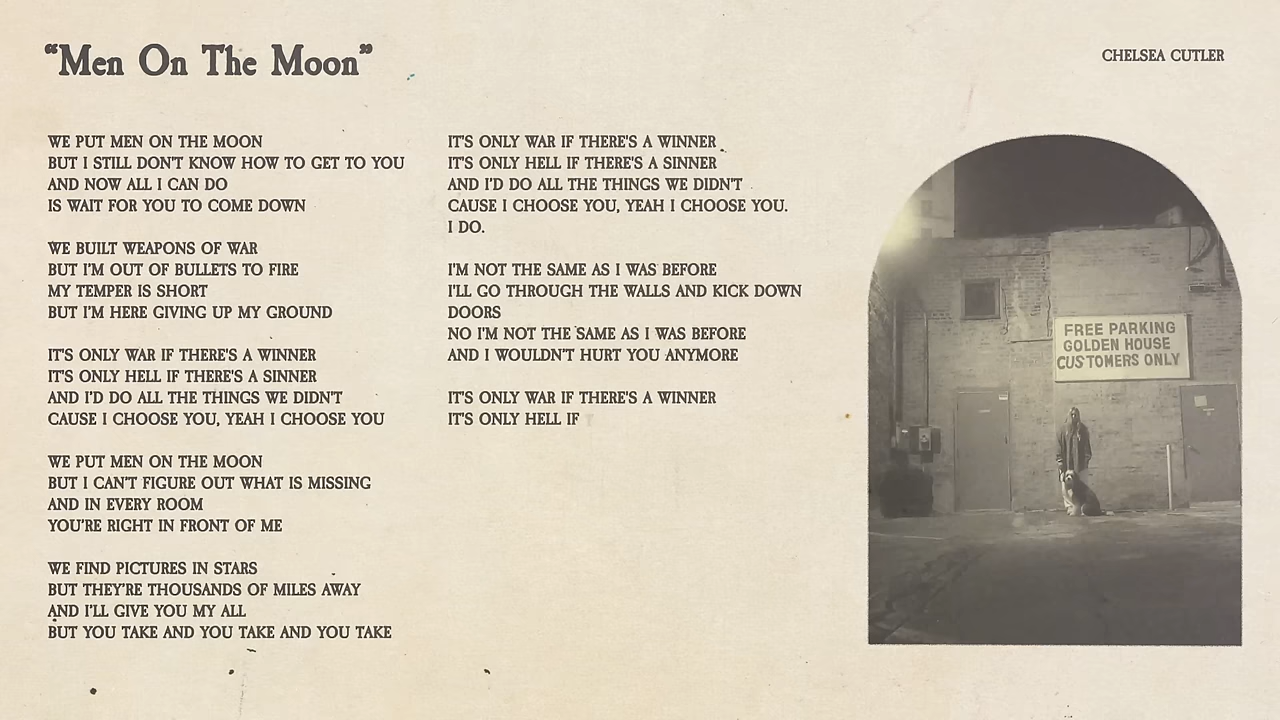 “Men On The Moon”
CHELSEA CUTLER
WE PUT MEN ON THE MOON
BUT I STILL DON'T KNOW HOW TO GET TO YOU
AND NOW ALL I CAN DO
IS WAIT FOR YOU TO COME DOWN
WE BUILT WEAPONS OF WAR
BUT I'M OUT OF BULLETS TO FIRE
MY TEMPER IS SHORT
BUT I'M HERE GIVING UP MY GROUND
IT'S ONLY WAR IF THERE'S A WINNER
IT'S ONLY HELL IF THERE'S A SINNER
AND I'D DO ALL THE THINGS WE DIDN'T
CAUSE I CHOOSE YOU, YEAH I CHOOSE YOU
WE PUT MEN ON THE MOON
BUT I CAN'T FIGURE OUT WHAT IS MISSING
AND IN EVERY ROOM
YOU'RE RIGHT IN FRONT OF ME
WE FIND PICTURES IN STARS
BUT THEY'RE THOUSANDS OF MILES AWAY
AND I'LL GIVE YOU MY ALL
BUT YOU TAKE AND YOU TAKE AND YOU TAKE
IT'S ONLY WAR IF THERE'S A WINNER
IT'S ONLY HELL IF THERE'S A SINNER
AND I'D DO ALL THE THINGS WE DIDN'T
CAUSE I CHOOSE YOU, YEAH I CHOOSE YOU.
I DO.
I'M NOT THE SAME AS I WAS BEFORE
I'LL GO THROUGH THE WALLS AND KICK DOWN
DOORS
NO I'M NOT THE SAME AS I WAS BEFORE
AND I WOULDN'T HURT YOU ANYMORE
IT'S ONLY WAR IF THERE'S A WINNER
IT'S ONLY HELL IF
FREE PARKING
GOLDEN HOUSE
CUSTOMERS ONLY